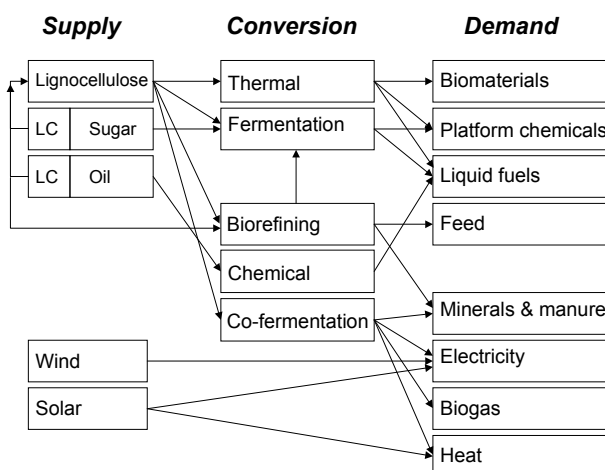 Supply
Conversion
Demand
Lignocellulose
Thermal
Biomaterials
LC
Sugar
Fermentation
Platform chemicals
LC
Oil
Liquid fuels
Biorefining
Feed
Chemical
Co-fermentation
Minerals & manure
Wind
Electricity
Solar
Biogas
Heat